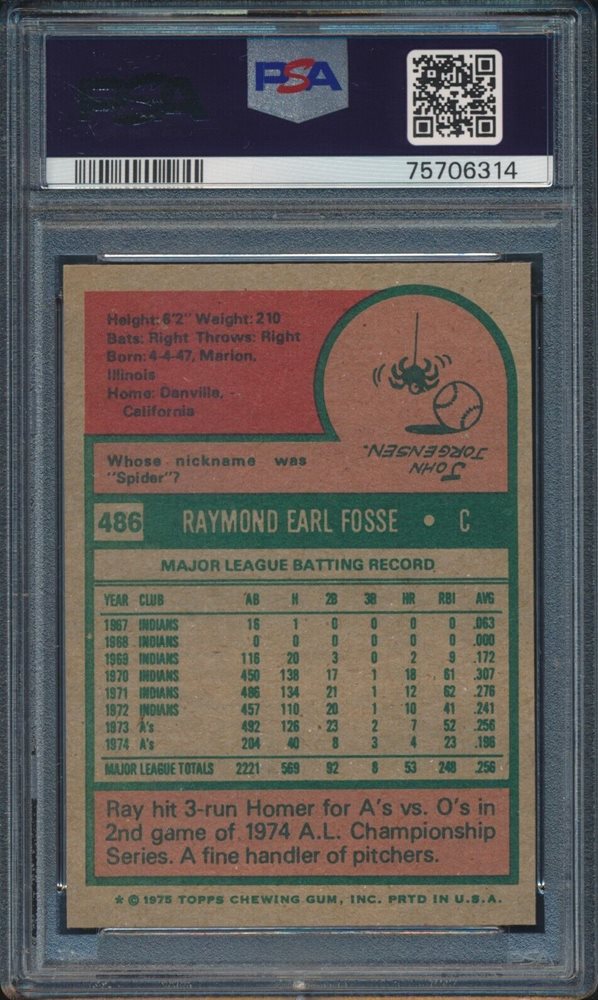 PSA
PSA
75706314
Height: 6'2" Weight: 210
Bats: Right Throws: Right
Born: 4-4-47, Marion,
Illinois
Home: Danville,
California
JOHN
JORGENSEN.
Whose nickname was
"Spider"?
486 RAYMOND EARL FOSSE • C
MAJOR LEAGUE BATTING RECORD
YEAR CLUB AB H 2B 3B HR RBI AVG
1967 INDIANS 16 1 0 0 0 0 .063
1968 INDIANS 0 0 0 0 0 0 .000
1969 INDIANS 116 20 3 0 2 9 .172
1970 INDIANS 450 138 17 1 18 61 .307
1971 INDIANS 486 134 21 1 12 62 .276
1972 INDIANS 457 110 20 1 10 41 .241
1973 A's 492 126 23 2 7 52 .256
1974 A's 204 40 8 3 4 23 .196
MAJOR LEAGUE TOTALS 2221 569 92 8 53 248 .256
Ray hit 3-run Homer for A's vs. O's in
2nd game of 1974 A.L. Championship
Series. A fine handler of pitchers.
* © 1975 TOPPS CHEWING GUM, INC. PRTD IN U.S.A.